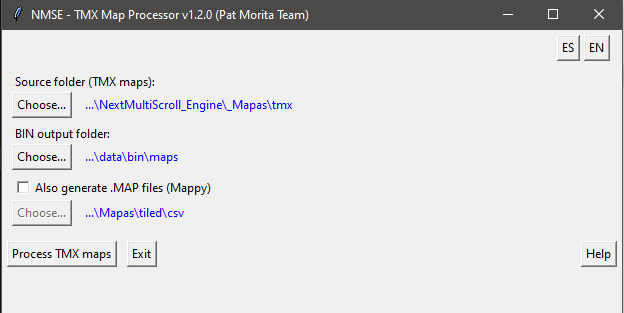 NMSE - TMX Map Processor v1.2.0 (Pat Morita Team)
ES EN
Source folder (TMX maps):
Choose... ...\NextMultiScroll_Engine\_Mapas\tmx
BIN output folder:
Choose... ...\data\bin\maps
Also generate .MAP files (Mappy)
Choose... ...\Mapas\tiled\csv
Process TMX maps Exit Help